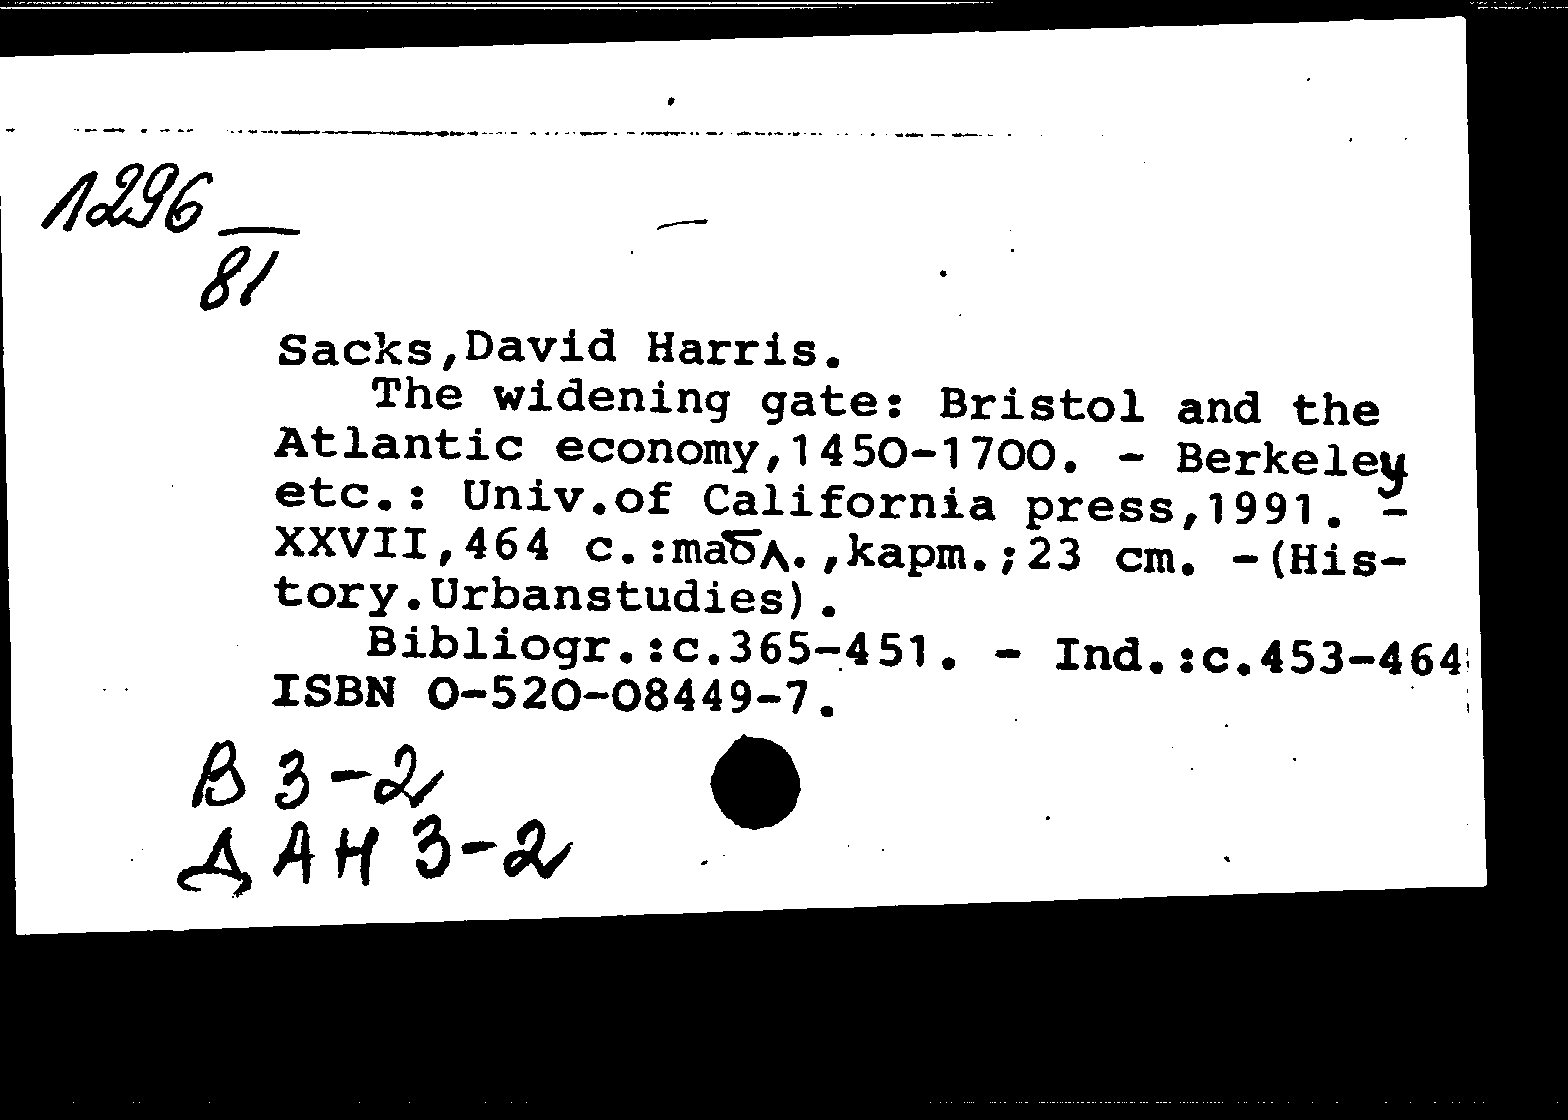 1296
81
Sacks,David Harris.
The widening gate: Bristol and the
Atlantic economy,1450-1700. - Berkeley
etc.: Univ.of California press,1991. -
XXVII,464 c.:maбл.,kapm.;23 cm. -(His-
tory.Urbanstudies).
Bibliogr.:c.365-451. - Ind.:c.453-464
ISBN 0-520-08449-7.
В 3-2
ДАН 3-2